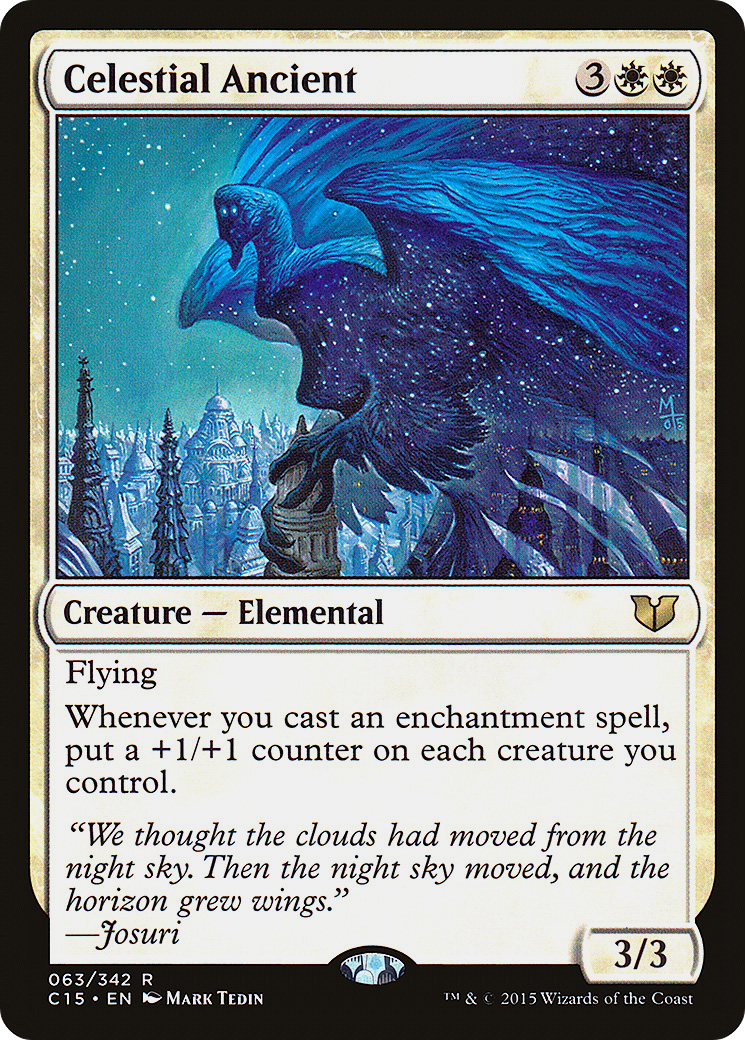 Celestial Ancient 3
M
05
Creature — Elemental
Flying
Whenever you cast an enchantment spell,
put a +1/+1 counter on each creature you
control.
“We thought the clouds had moved from the
night sky. Then the night sky moved, and the
horizon grew wings.”
—Josuri
3/3
063/342 R
C15 • EN Mark Tedin
™ & © 2015 Wizards of the Coast